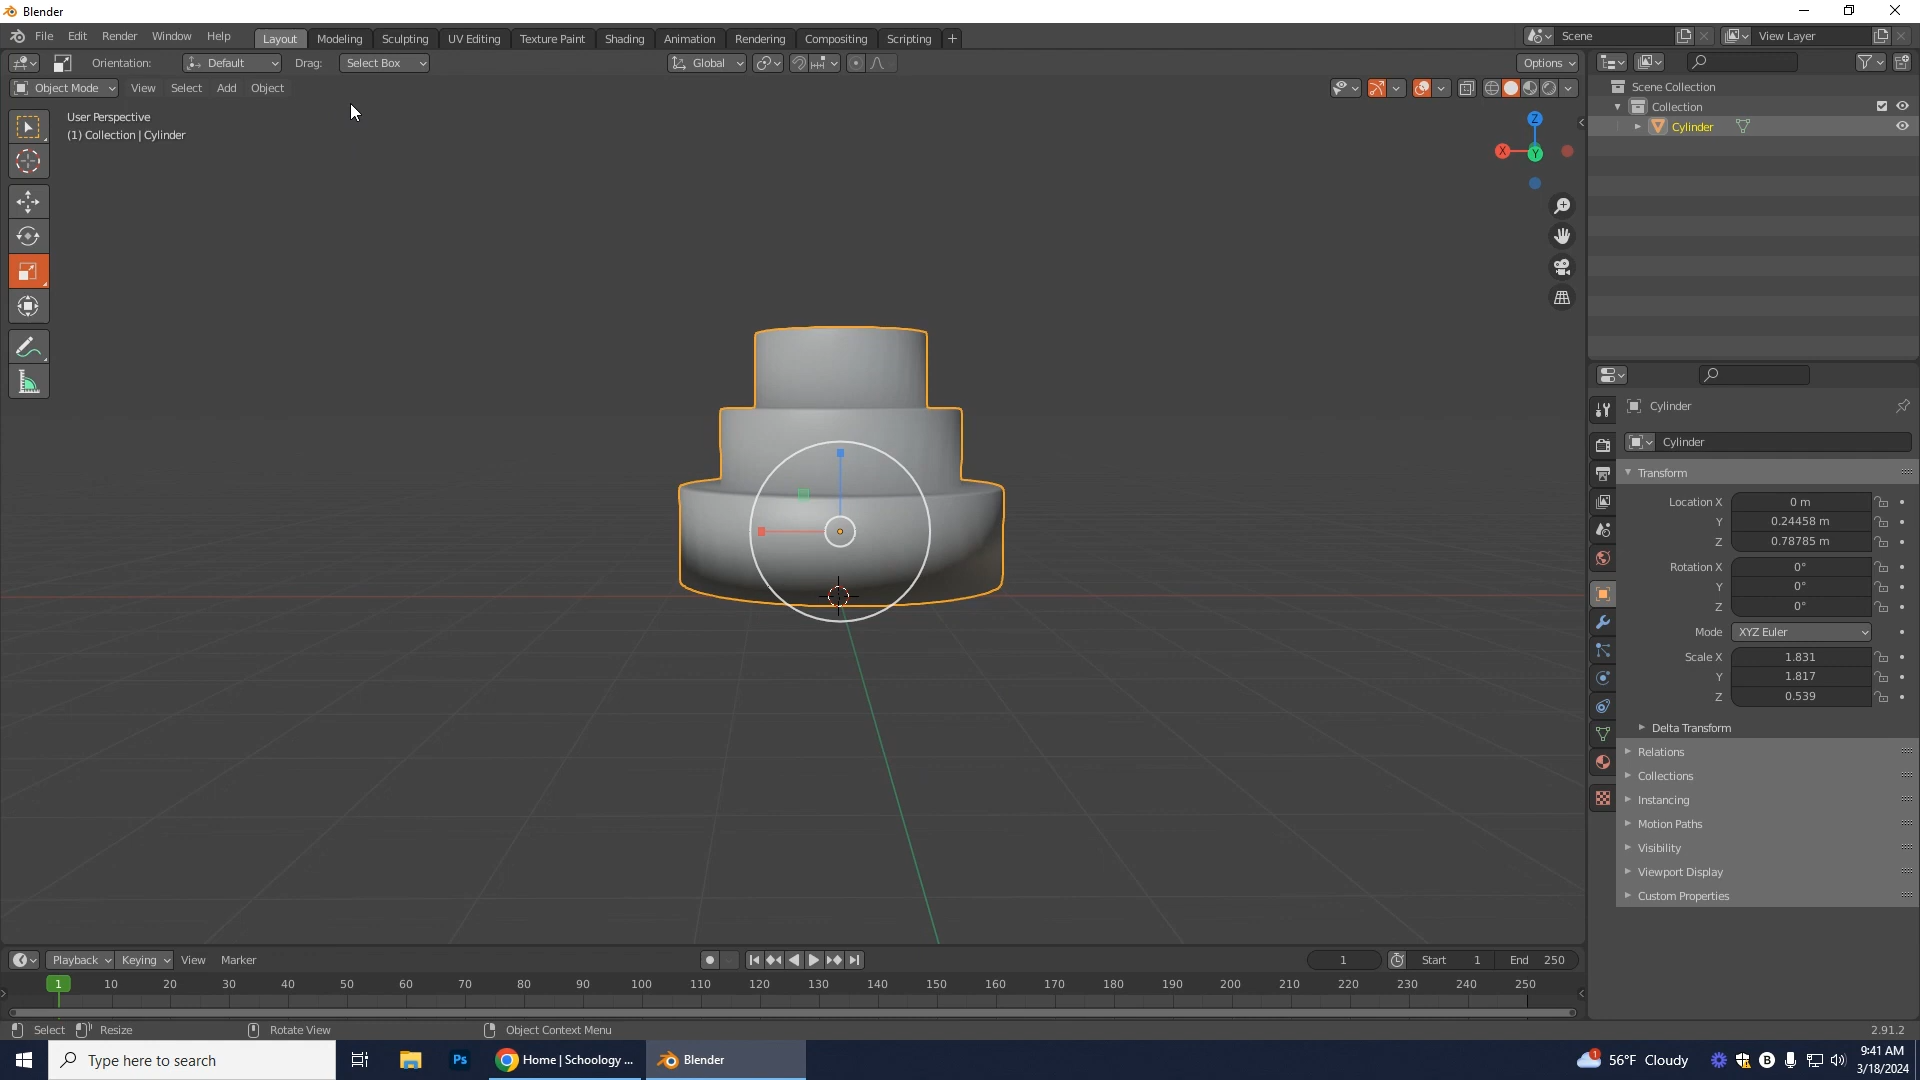 Blender
File Edit Render Window Help Layout Modeling Sculpting UV Editing Texture Paint Shading Animation Rendering Compositing Scripting + Scene View Layer
Orientation: Default Drag: Select Box Global Options
Object Mode View Select Add Object
User Perspective
(1) Collection | Cylinder
Z
X
Y
Scene Collection
Collection
Cylinder
Cylinder
Cylinder
Transform
Location X 0 m
Y 0.24458 m
Z 0.78785 m
Rotation X 0°
Y 0°
Z 0°
Mode XYZ Euler
Scale X 1.831
Y 1.817
Z 0.539
Delta Transform
Relations
Collections
Instancing
Motion Paths
Visibility
Viewport Display
Custom Properties
Playback Keying View Marker 1 Start 1 End 250
1 10 20 30 40 50 60 70 80 90 100 110 120 130 140 150 160 170 180 190 200 210 220 230 240 250
Select Resize Rotate View Object Context Menu 2.91.2
Type here to search Ps Home | Schoology ... Blender 1 56°F Cloudy B 9:41 AM
3/18/2024